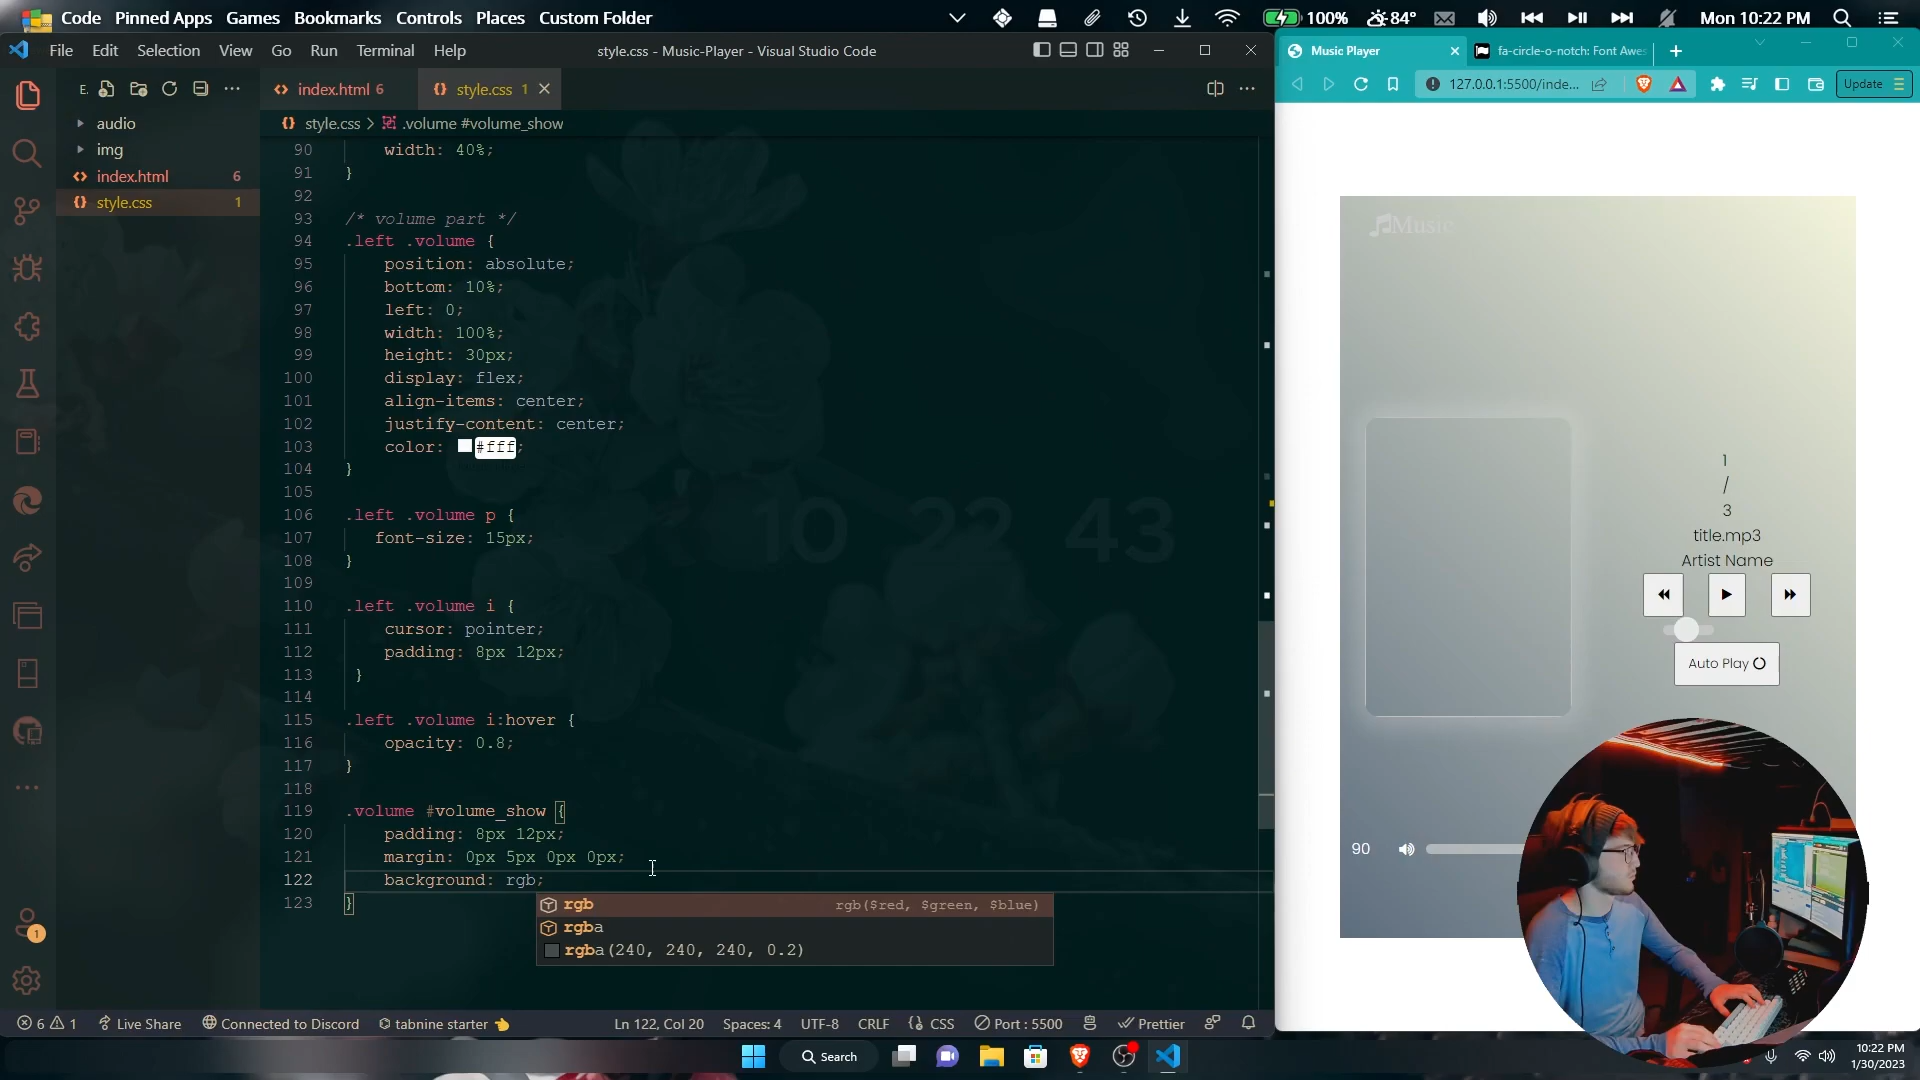 Code Pinned Apps Games Bookmarks Controls Places Custom Folder 100% 84° Mon 10:22 PM
File Edit Selection View Go Run Terminal Help style.css - Music-Player - Visual Studio Code
Music Player fa-circle-o-notch: Font Awes
E. index.html 6 style.css 1
127.0.0.1:5500/inde... Update
audio
img
index.html 6
style.css 1
style.css > .volume #volume_show
90 width: 40%;
91 }
92
93 /* volume part */
94 .left .volume {
95 position: absolute;
96 bottom: 10%;
97 left: 0;
98 width: 100%;
99 height: 30px;
100 display: flex;
101 align-items: center;
102 justify-content: center;
103 color: #fff;
104 }
105
106 .left .volume p {
107 font-size: 15px;
108 }
109
110 .left .volume i {
111 cursor: pointer;
112 padding: 8px 12px;
113 }
114
115 .left .volume i:hover {
116 opacity: 0.8;
117 }
118
119 .volume #volume_show {
120 padding: 8px 12px;
121 margin: 0px 5px 0px 0px;
122 background: rgb;
123 }
rgb rgb($red, $green, $blue)
rgba
rgba(240, 240, 240, 0.2)
10 22 43
Music
1
/
3
title.mp3
Artist Name
Auto Play
90
1
6 1 Live Share Connected to Discord tabnine starter Ln 122, Col 20 Spaces: 4 UTF-8 CRLF {} CSS Port : 5500 Prettier
Search
10:22 PM
1/30/2023